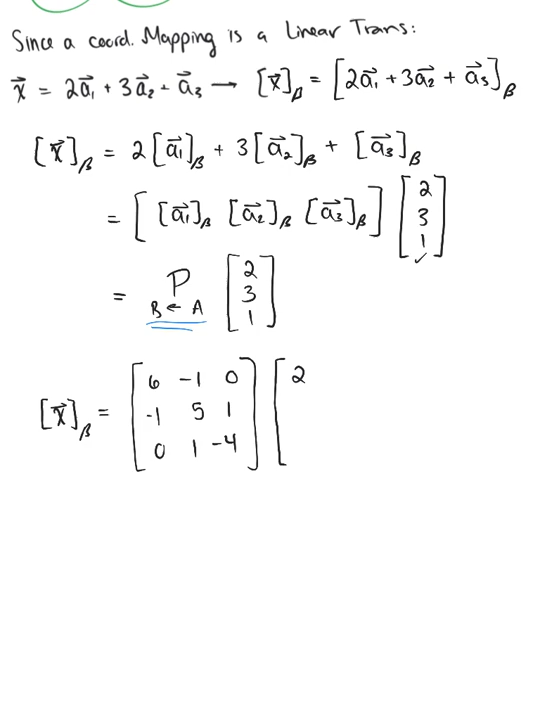 Since a coord. Mapping is a Linear Trans:
x⃗ = 2a⃗₁ + 3a⃗₂ + a⃗₃ → [x⃗]_β = [2a⃗₁ + 3a⃗₂ + a⃗₃]_β
[x⃗]_β = 2[a⃗₁]_β + 3[a⃗₂]_β + [a⃗₃]_β
= [ [a⃗₁]_β [a⃗₂]_β [a⃗₃]_β ] [2 3 1]
= P B←A [2 3 1]
[x⃗]_β = [6 -1 0
-1 5 1
0 1 -4] [2